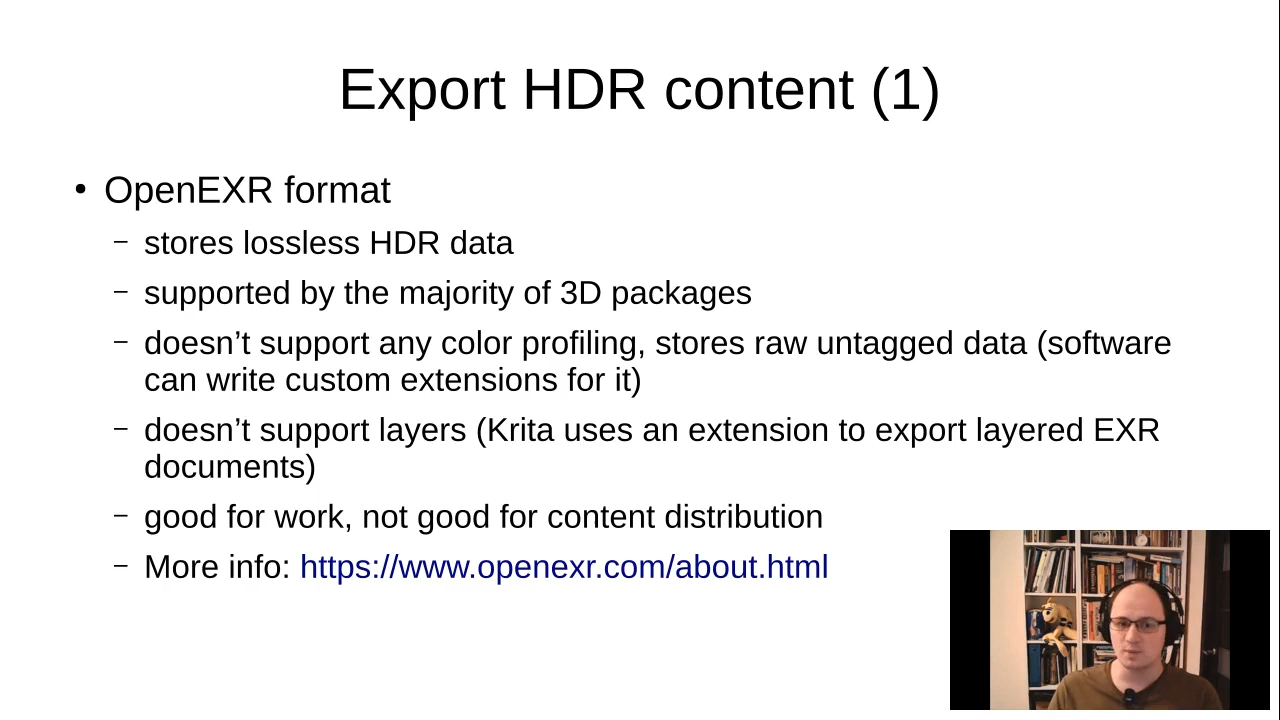 Export HDR content (1)
• OpenEXR format
– stores lossless HDR data
– supported by the majority of 3D packages
– doesn’t support any color profiling, stores raw untagged data (software
can write custom extensions for it)
– doesn’t support layers (Krita uses an extension to export layered EXR
documents)
– good for work, not good for content distribution
– More info: https://www.openexr.com/about.html